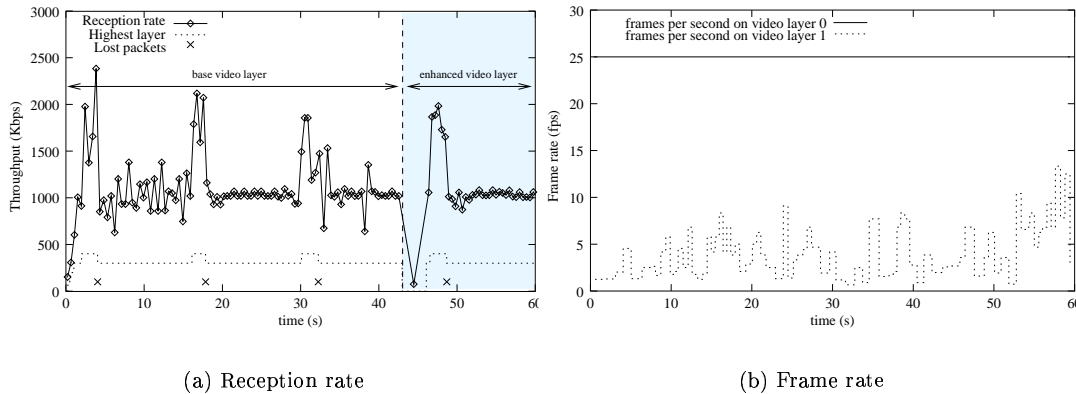 3000
2500
2000
1500
1000
500
0
Throughput (Kbps)
Reception rate
Highest layer
Lost packets
base video layer
enhanced video layer
0 10 20 30 40 50 60
time (s)
(a) Reception rate
30
25
20
15
10
5
0
Frame rate (fps)
frames per second on video layer 0
frames per second on video layer 1
0 10 20 30 40 50 60
time (s)
(b) Frame rate